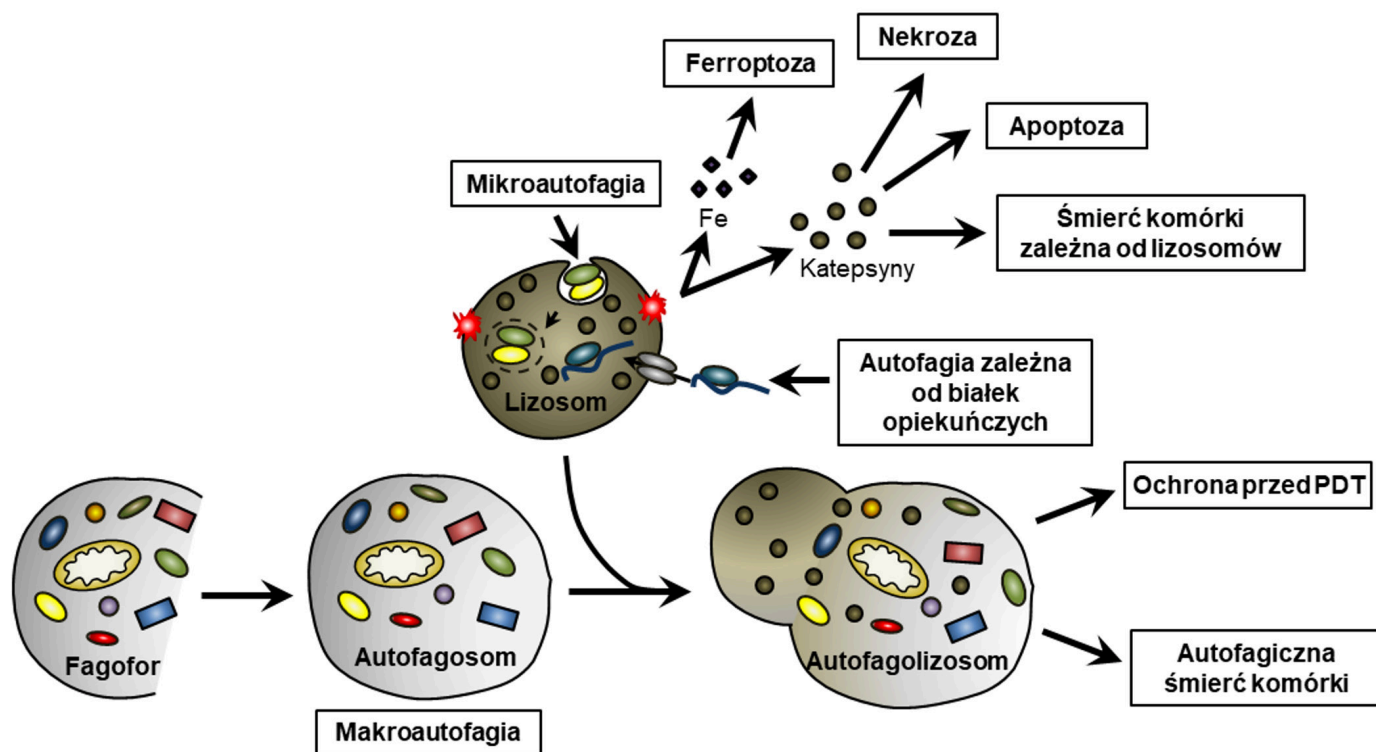 Nekroza
Ferroptoza
Apoptoza
Mikroautofagia
Fe
Śmierć komórki
zależna od lizosomów
Katepsyny
Lizosom
Autofagia zależna
od białek
opiekuńczych
Ochrona przed PDT
Fagofor
Autofagosom
Autofagolizosom
Autofagiczna
śmierć komórki
Makroautofagia